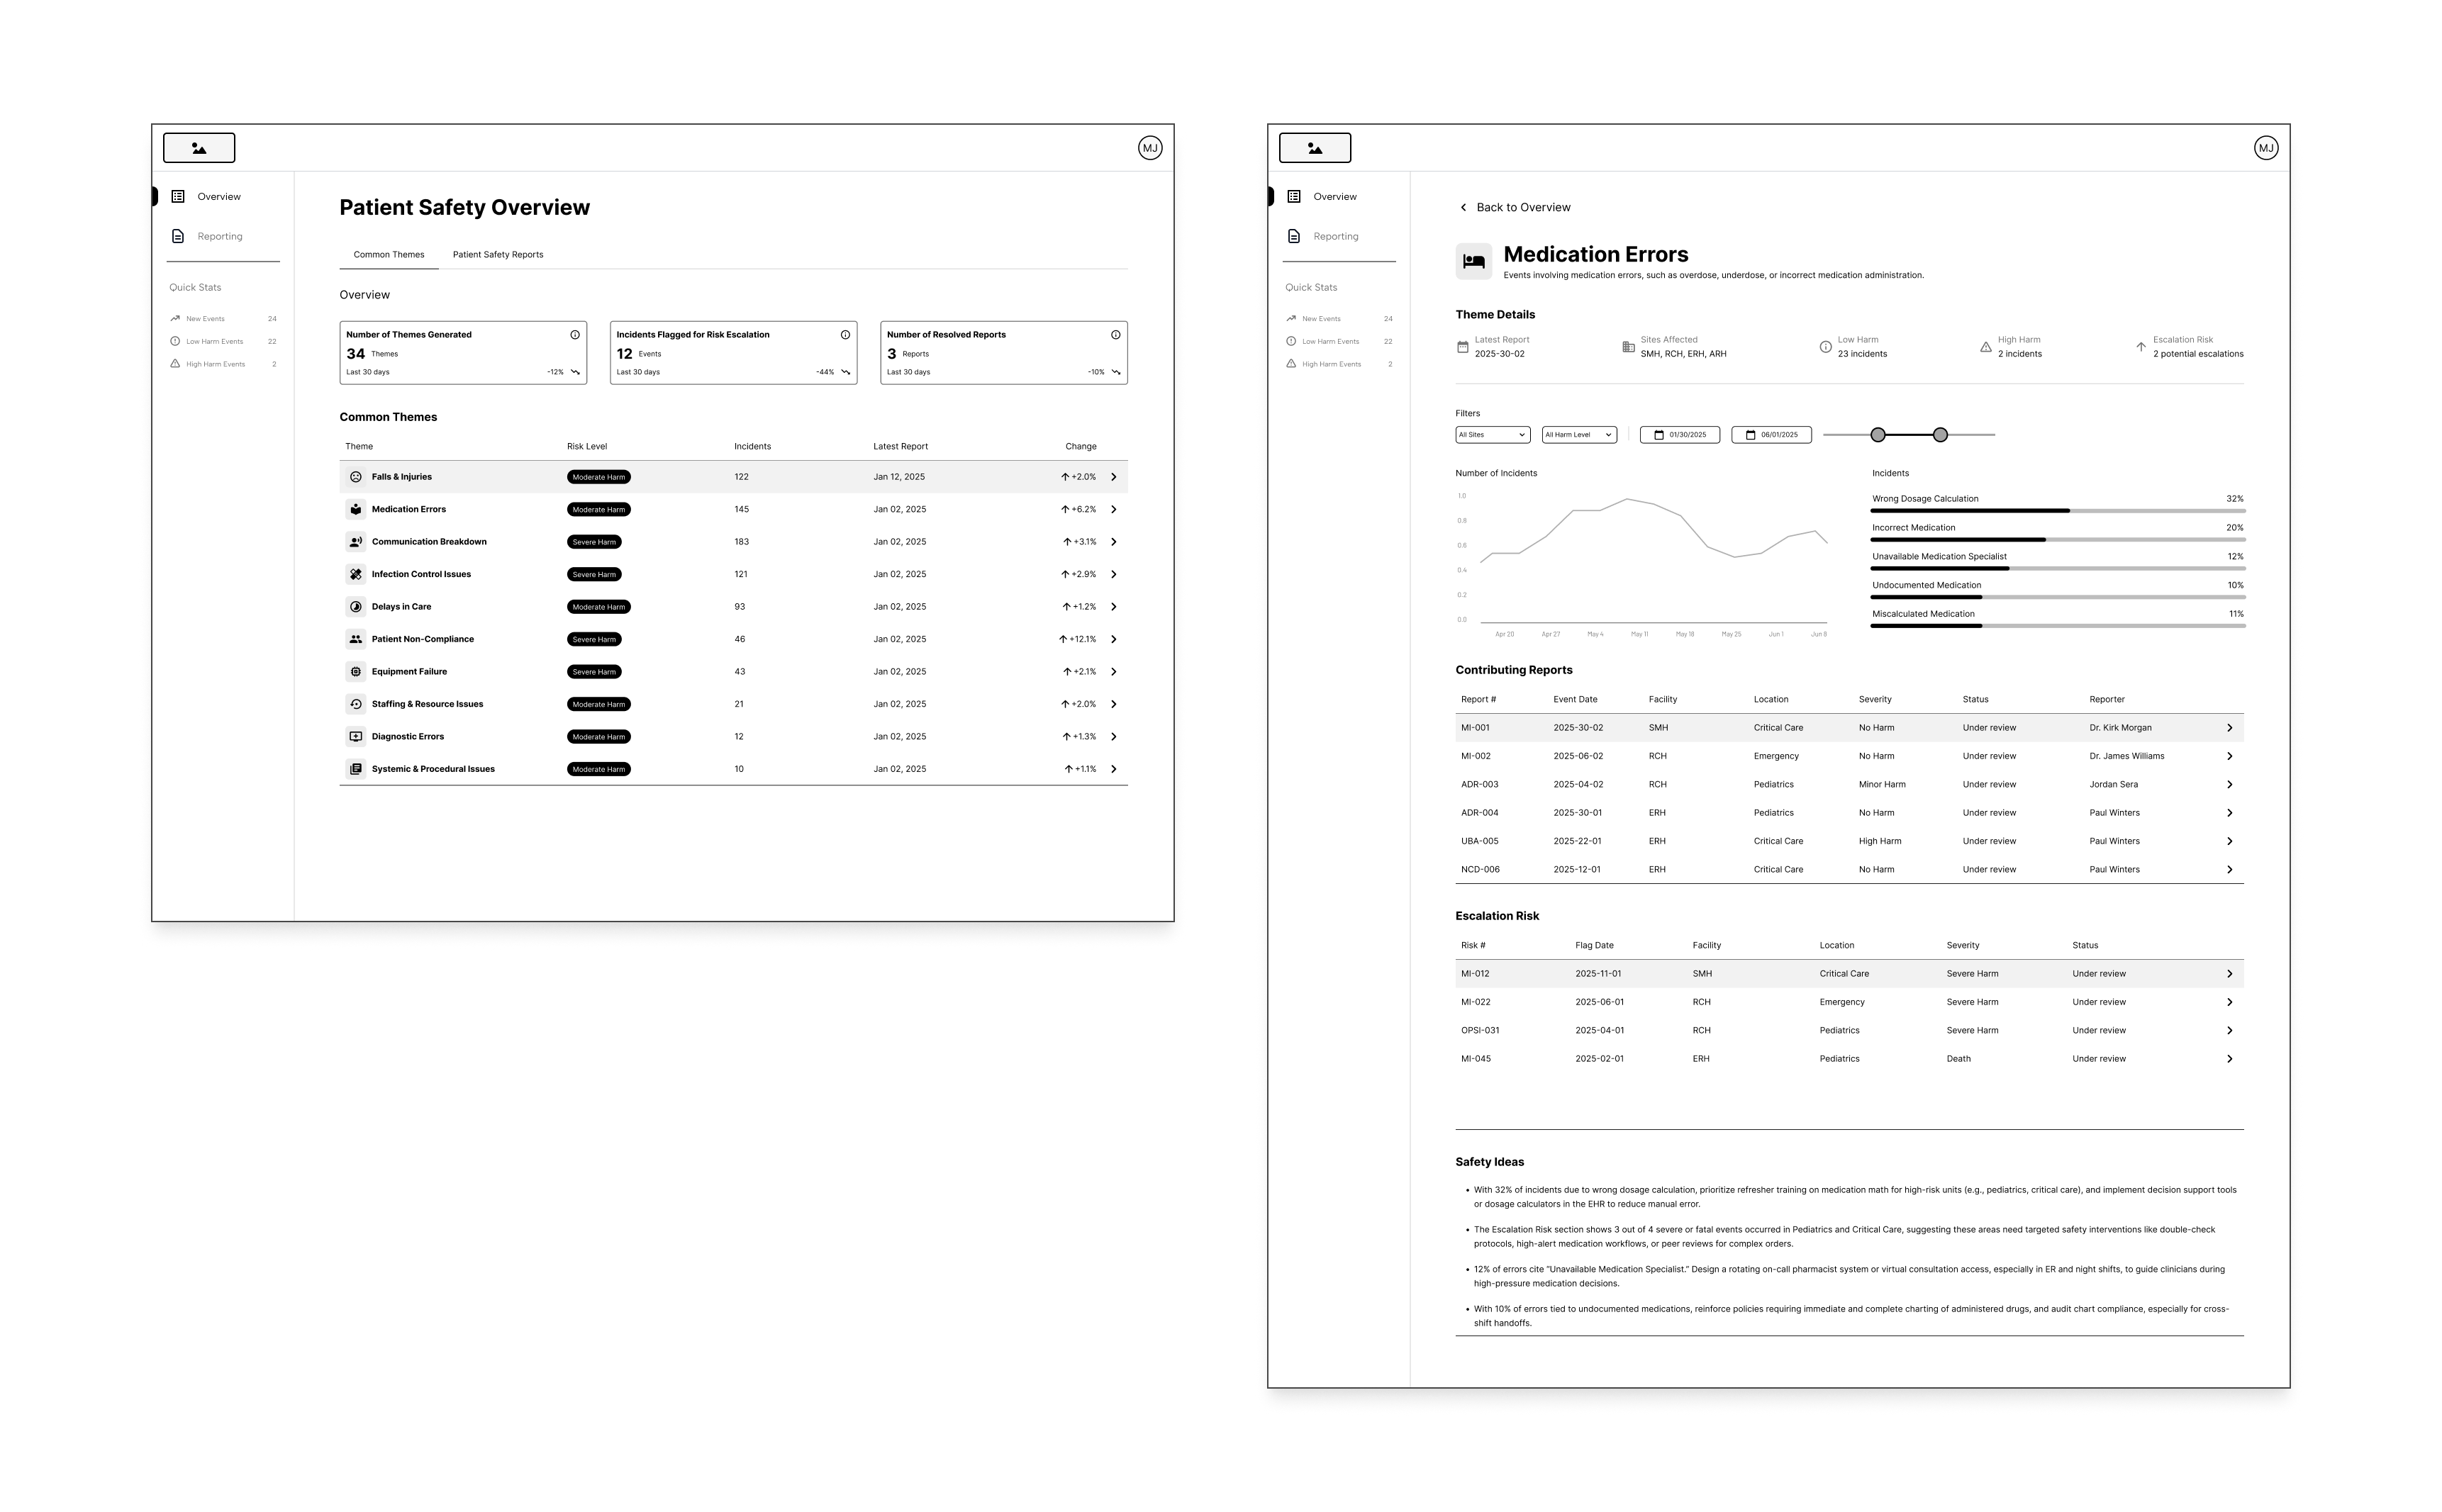 MJ
Overview
Reporting
Quick Stats
New Events 24
Low Harm Events 22
High Harm Events 2
Patient Safety Overview
Common Themes Patient Safety Reports
Overview
Number of Themes Generated
34 Themes
Last 30 days -12%
Incidents Flagged for Risk Escalation
12 Events
Last 30 days -44%
Number of Resolved Reports
3 Reports
Last 30 days -10%
Common Themes
Theme Risk Level Incidents Latest Report Change
Falls & Injuries Moderate Harm 122 Jan 12, 2025 +2.0%
Medication Errors Moderate Harm 145 Jan 02, 2025 +6.2%
Communication Breakdown Severe Harm 183 Jan 02, 2025 +3.1%
Infection Control Issues Severe Harm 121 Jan 02, 2025 +2.9%
Delays in Care Moderate Harm 93 Jan 02, 2025 +1.2%
Patient Non-Compliance Severe Harm 46 Jan 02, 2025 +12.1%
Equipment Failure Severe Harm 43 Jan 02, 2025 +2.1%
Staffing & Resource Issues Moderate Harm 21 Jan 02, 2025 +2.0%
Diagnostic Errors Moderate Harm 12 Jan 02, 2025 +1.3%
Systemic & Procedural Issues Moderate Harm 10 Jan 02, 2025 +1.1%
MJ
Overview
Reporting
Quick Stats
New Events 24
Low Harm Events 22
High Harm Events 2
Back to Overview
Medication Errors
Events involving medication errors, such as overdose, underdose, or incorrect medication administration.
Theme Details
Latest Report
2025-30-02
Sites Affected
SMH, RCH, ERH, ARH
Low Harm
23 incidents
High Harm
2 incidents
Escalation Risk
2 potential escalations
Filters
All Sites All Harm Level 01/30/2025 06/01/2025
Number of Incidents
1.0
0.8
0.6
0.4
0.2
0.0
Apr 20 Apr 27 May 4 May 11 May 18 May 25 Jun 1 Jun 8
Incidents
Wrong Dosage Calculation 32%
Incorrect Medication 20%
Unavailable Medication Specialist 12%
Undocumented Medication 10%
Miscalculated Medication 11%
Contributing Reports
Report # Event Date Facility Location Severity Status Reporter
MI-001 2025-30-02 SMH Critical Care No Harm Under review Dr. Kirk Morgan
MI-002 2025-06-02 RCH Emergency No Harm Under review Dr. James Williams
ADR-003 2025-04-02 RCH Pediatrics Minor Harm Under review Jordan Sera
ADR-004 2025-30-01 ERH Pediatrics No Harm Under review Paul Winters
UBA-005 2025-22-01 ERH Critical Care High Harm Under review Paul Winters
NCD-006 2025-12-01 ERH Critical Care No Harm Under review Paul Winters
Escalation Risk
Risk # Flag Date Facility Location Severity Status
MI-012 2025-11-01 SMH Critical Care Severe Harm Under review
MI-022 2025-06-01 RCH Emergency Severe Harm Under review
OPSI-031 2025-04-01 RCH Pediatrics Severe Harm Under review
MI-045 2025-02-01 ERH Pediatrics Death Under review
Safety Ideas
• With 32% of incidents due to wrong dosage calculation, prioritize refresher training on medication math for high-risk units (e.g., pediatrics, critical care), and implement decision support tools
or dosage calculators in the EHR to reduce manual error.
• The Escalation Risk section shows 3 out of 4 severe or fatal events occurred in Pediatrics and Critical Care, suggesting these areas need targeted safety interventions like double-check
protocols, high-alert medication workflows, or peer reviews for complex orders.
• 12% of errors cite “Unavailable Medication Specialist.” Design a rotating on-call pharmacist system or virtual consultation access, especially in ER and night shifts, to guide clinicians during
high-pressure medication decisions.
• With 10% of errors tied to undocumented medications, reinforce policies requiring immediate and complete charting of administered drugs, and audit chart compliance, especially for cross-
shift handoffs.